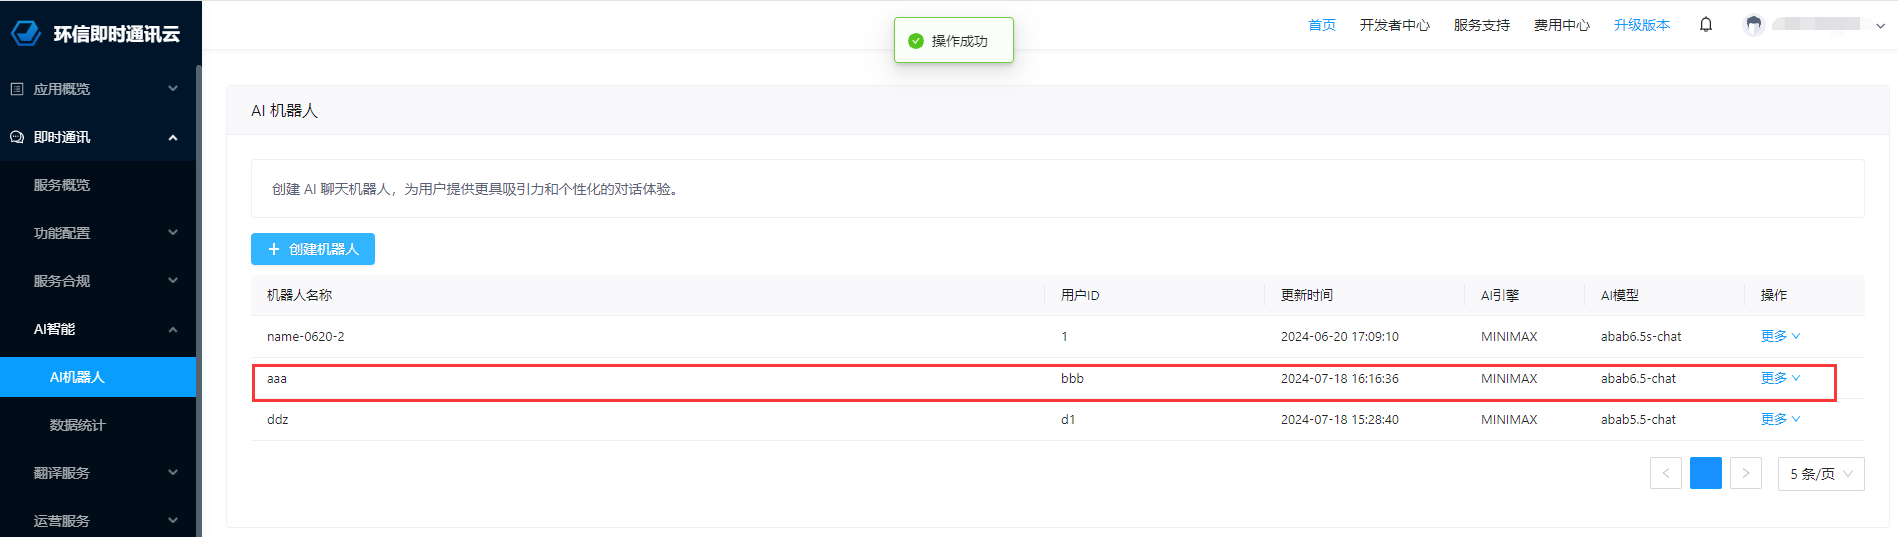 环信即时通讯云
操作成功
首页 开发者中心 服务支持 费用中心 升级版本
应用概览
即时通讯
服务概览
功能配置
服务合规
AI智能
AI机器人
数据统计
翻译服务
运营服务
AI 机器人
创建 AI 聊天机器人，为用户提供更具吸引力和个性化的对话体验。
创建机器人
机器人名称 用户ID 更新时间 AI引擎 AI模型 操作
name-0620-2 1 2024-06-20 17:09:10 MINIMAX abab6.5s-chat 更多
aaa bbb 2024-07-18 16:16:36 MINIMAX abab6.5-chat 更多
ddz d1 2024-07-18 15:28:40 MINIMAX abab5.5-chat 更多
5 条/页